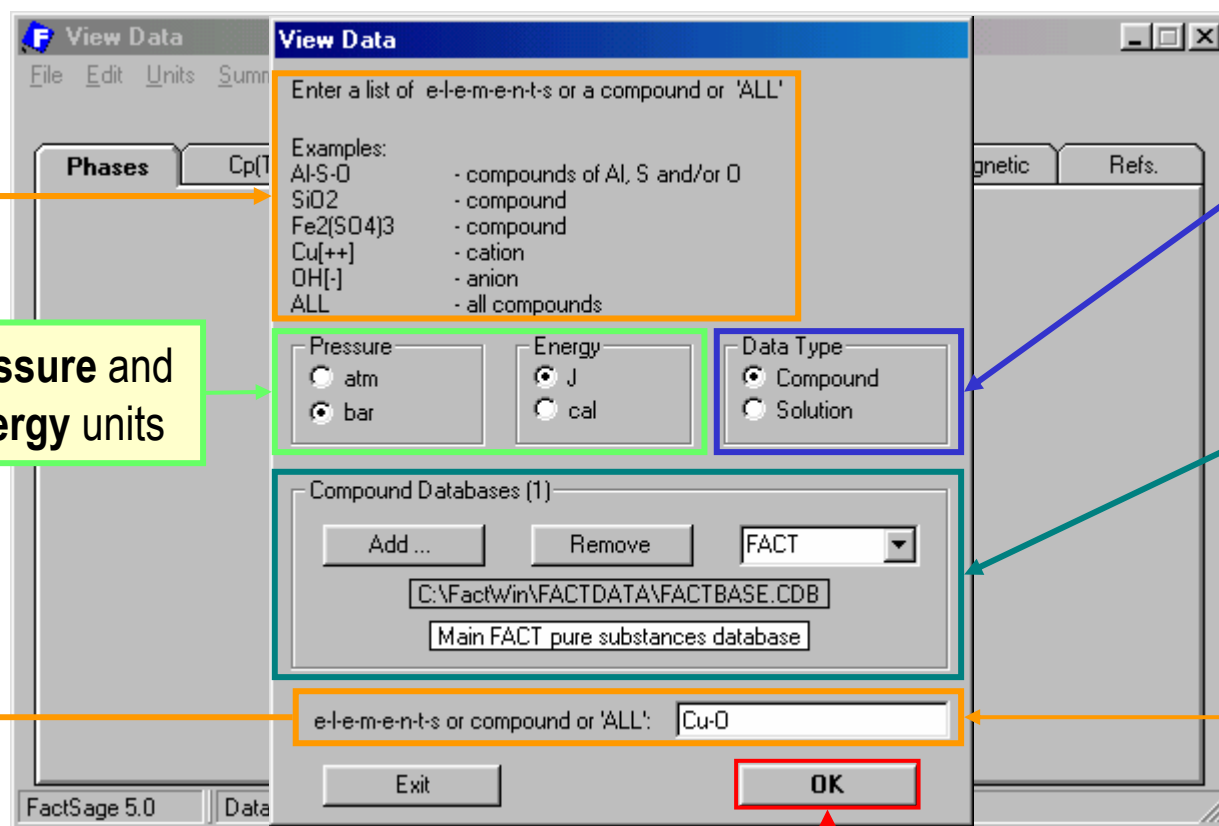 View Data
View Data
File Edit Units
Enter a list of e-l-e-m-e-n-t-s or a compound or 'ALL'
Examples:
Al-S-O - compounds of Al, S and/or O
SiO2 - compound
Fe2(SO4)3 - compound
Cu[++] - cation
OH[-] - anion
ALL - all compounds
Phases Cp(T gnetic Refs.
ssure and
ergy units
Pressure Energy Data Type
atm J Compound
bar cal Solution
Compound Databases (1)
Add ... Remove FACT
C:\FactWin\FACTDATA\FACTBASE.CDB
Main FACT pure substances database
e-l-e-m-e-n-t-s or compound or 'ALL': Cu-O
Exit OK
FactSage 5.0 Data